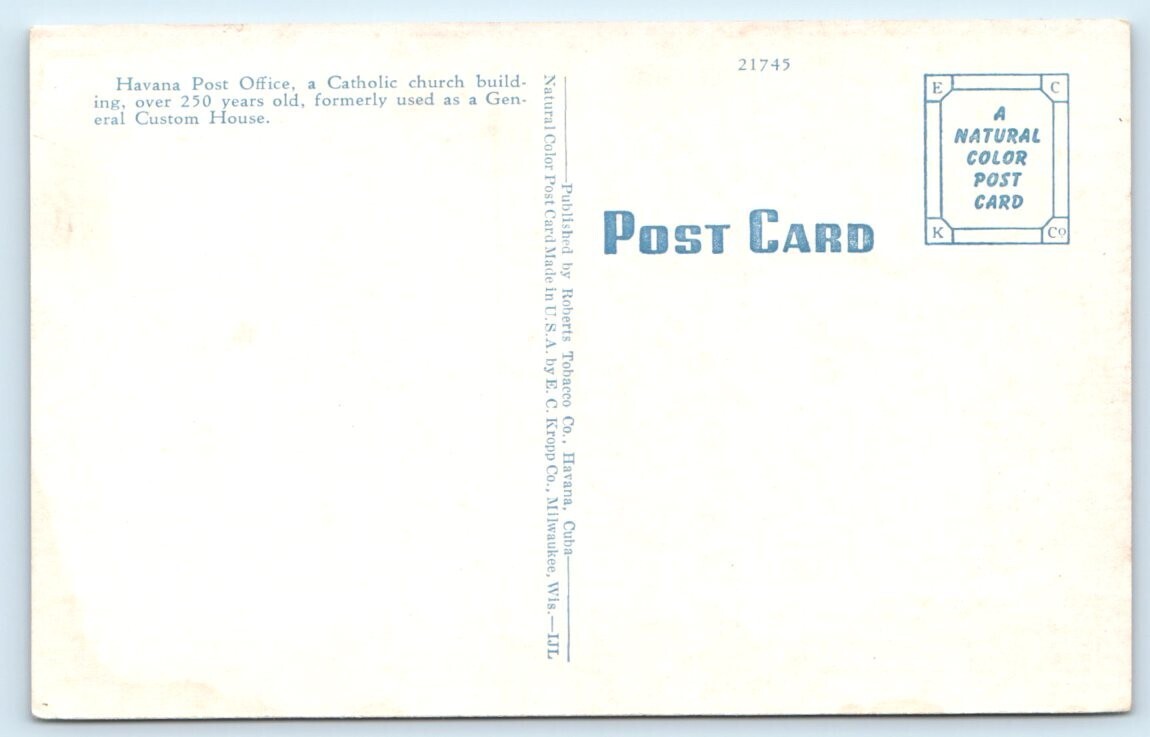 Havana Post Office, a Catholic church build-
ing, over 250 years old, formerly used as a Gen-
eral Custom House.
Published by Roberts Tobacco Co., Havana, Cuba
Natural Color Post Card Made in U.S.A. by E. C. Kropp Co., Milwaukee, Wis.—IJL
21745
POST CARD
E C
A
NATURAL
COLOR
POST
CARD
K Co